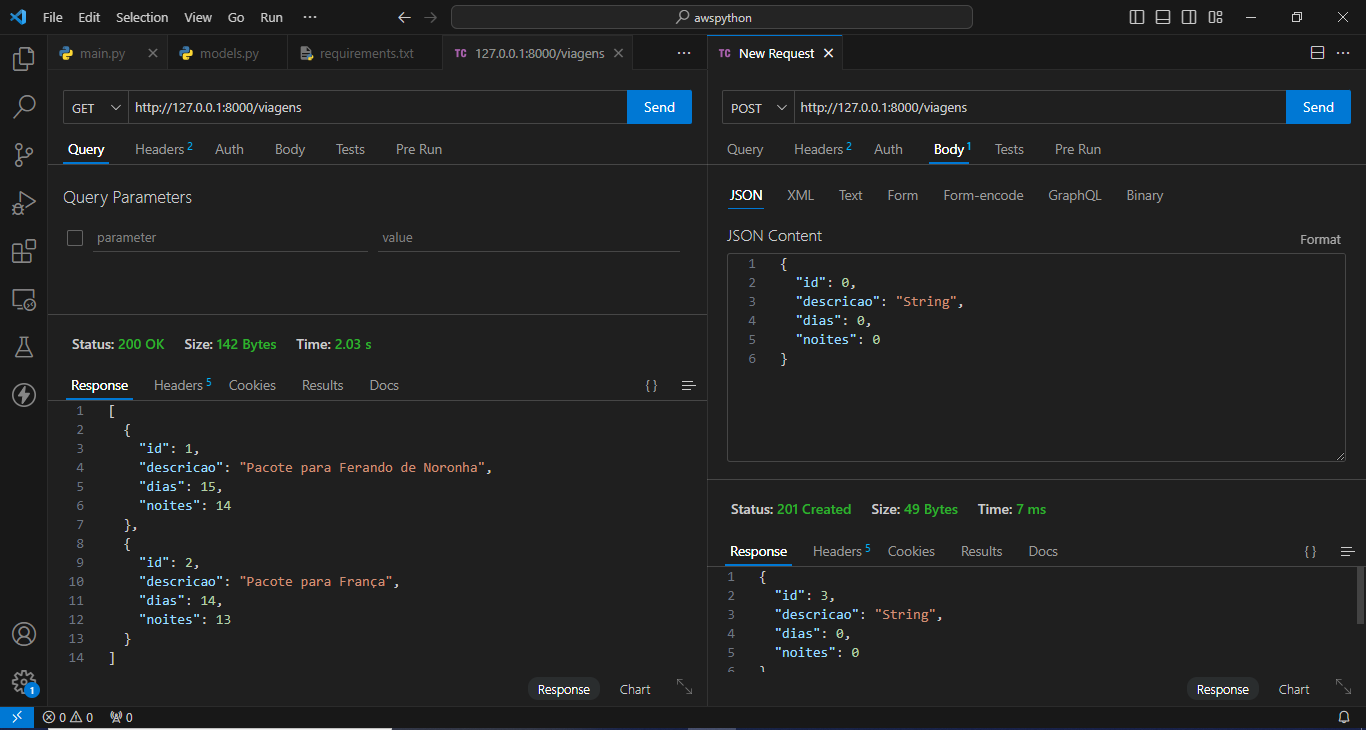 File Edit Selection View Go Run ··· awspython
main.py models.py requirements.txt TC 127.0.0.1:8000/viagens ···
GET http://127.0.0.1:8000/viagens Send
Query Headers 2 Auth Body Tests Pre Run
Query Parameters
parameter value
Status: 200 OK Size: 142 Bytes Time: 2.03 s
Response Headers 5 Cookies Results Docs { }
1 [
2 {
3 "id": 1,
4 "descricao": "Pacote para Ferando de Noronha",
5 "dias": 15,
6 "noites": 14
7 },
8 {
9 "id": 2,
10 "descricao": "Pacote para França",
11 "dias": 14,
12 "noites": 13
13 }
14 ]
Response Chart
TC New Request ···
POST http://127.0.0.1:8000/viagens Send
Query Headers 2 Auth Body 1 Tests Pre Run
JSON XML Text Form Form-encode GraphQL Binary
JSON Content Format
1 {
2 "id": 0,
3 "descricao": "String",
4 "dias": 0,
5 "noites": 0
6 }
Status: 201 Created Size: 49 Bytes Time: 7 ms
Response Headers 5 Cookies Results Docs { }
1 {
2 "id": 3,
3 "descricao": "String",
4 "dias": 0,
5 "noites": 0
6 }
Response Chart
1
0 0 0